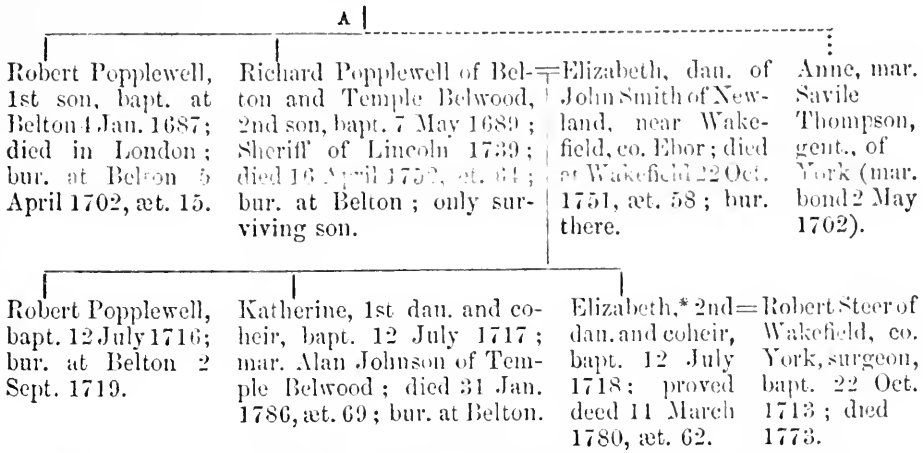 A
Robert Popplewell,
1st son, bapt. at
Belton 4 Jan. 1687;
died in London;
bur. at Belton 5
April 1702, æt. 15.
Richard Popplewell of Bel-
ton and Temple Belwood,
2nd son, bapt. 7 May 1689;
Sheriff of Lincoln 1739;
died 16 April 1752, æt. 64;
bur. at Belton; only sur-
viving son.
Elizabeth, dan. of
John Smith of New-
land, near Wake-
field, co. Ebor; died
at Wakefield 22 Oct.
1751, æt. 58; bur.
there.
Anne, mar.
Savile
Thompson,
gent., of
York (mar.
bond 2 May
1702).
Robert Popplewell,
bapt. 12 July 1716;
bur. at Belton 2
Sept. 1719.
Katherine, 1st dan. and co-
heir, bapt. 12 July 1717;
mar. Alan Johnson of Tem-
ple Belwood; died 31 Jan.
1786, æt. 69; bur. at Belton.
Elizabeth,* 2nd
dan. and coheir,
bapt. 12 July
1718; proved
deed 11 March
1780, æt. 62.
Robert Steer of
Wakefield, co.
York, surgeon,
bapt. 22 Oct.
1713; died
1773.